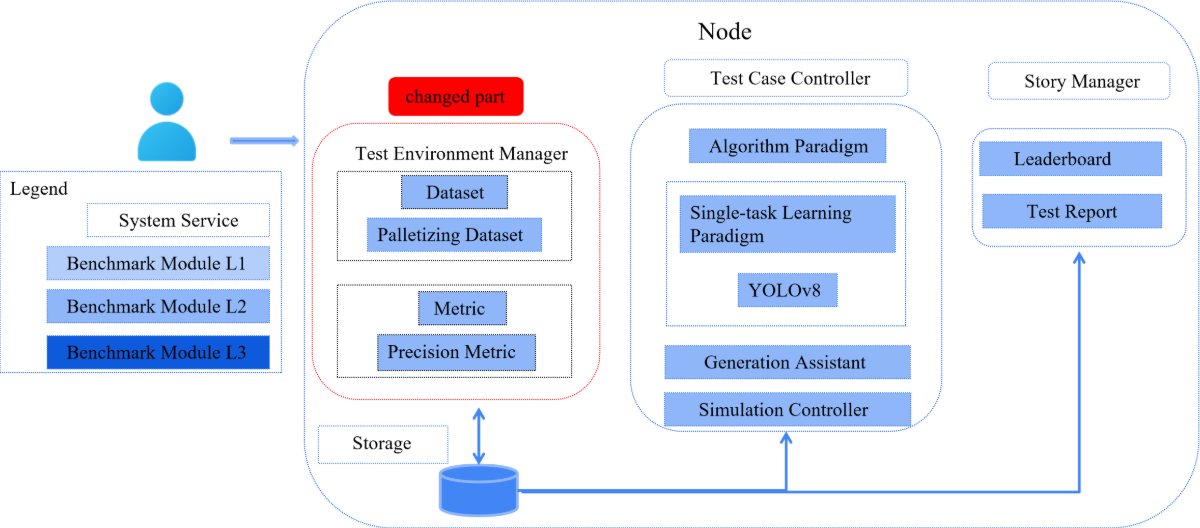 Node
changed part
Test Case Controller
Story Manager
Test Environment Manager
Dataset
Palletizing Dataset
Metric
Precision Metric
Algorithm Paradigm
Single-task Learning
Paradigm
YOLOv8
Generation Assistant
Simulation Controller
Leaderboard
Test Report
Legend
System Service
Benchmark Module L1
Benchmark Module L2
Benchmark Module L3
Storage